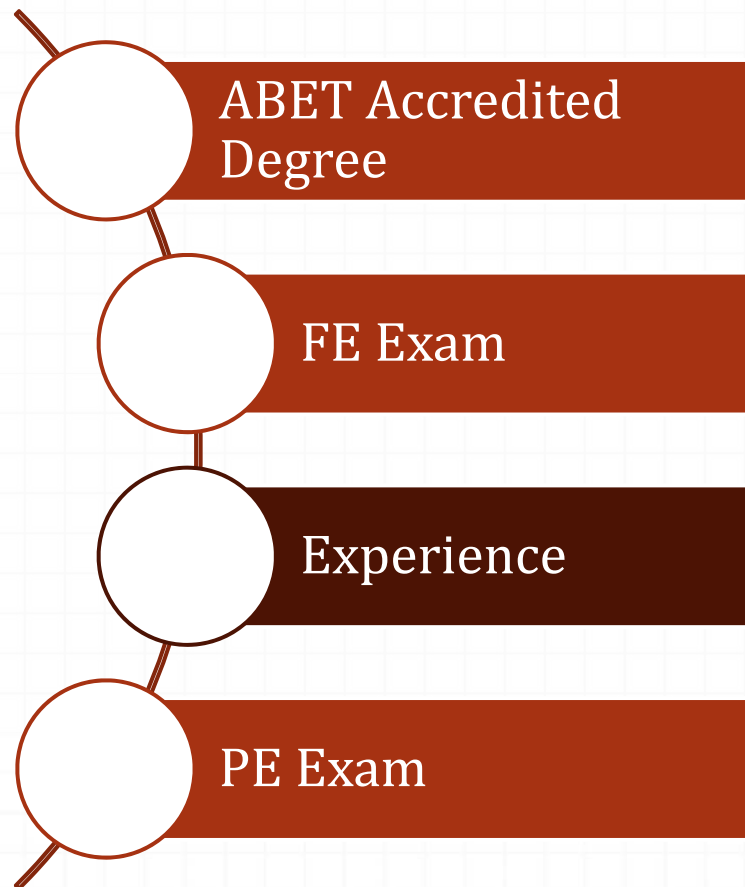 ABET Accredited
Degree
FE Exam
Experience
PE Exam